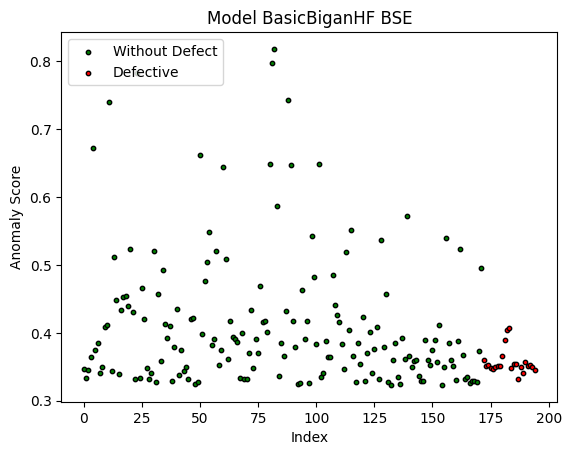 Model BasicBiganHF BSE
Without Defect
Defective
Anomaly Score
0.8
0.7
0.6
0.5
0.4
0.3
0 25 50 75 100 125 150 175 200
Index